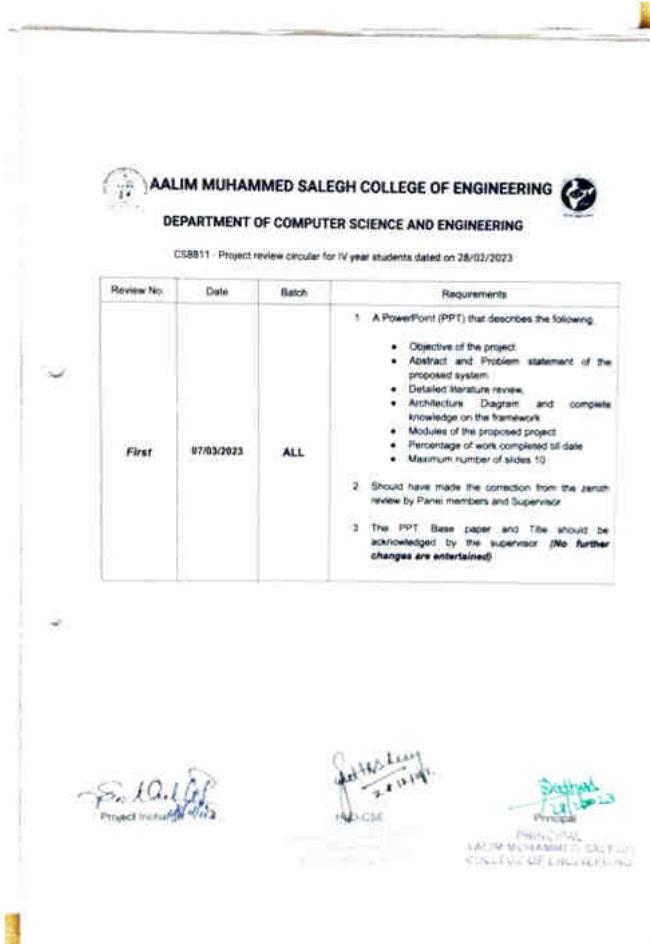 AALIM MUHAMMED SALEGH COLLEGE OF ENGINEERING
DEPARTMENT OF COMPUTER SCIENCE AND ENGINEERING
CS8811 - Project review circular for IV year students dated on 28/02/2023
Review No. Date Batch Requirements
1 A PowerPoint (PPT) that describes the following.
• Objective of the project
• Abstract and Problem statement of the
proposed system
• Detailed literature review.
• Architecture Diagram and complete
knowledge on the framework
• Modules of the proposed project
• Percentage of work completed till date
• Maximum number of slides 10
First 07/03/2023 ALL
2 Should have made the correction from the zeroth
review by Panel members and Supervisor
3 The PPT, Base paper and Title should be
acknowledged by the supervisor (No further
changes are entertained)
Project Incharge
HOD-CSE
Principal
PRINCIPAL
AALIM MUHAMMED SALEGH
COLLEGE OF ENGINEERING